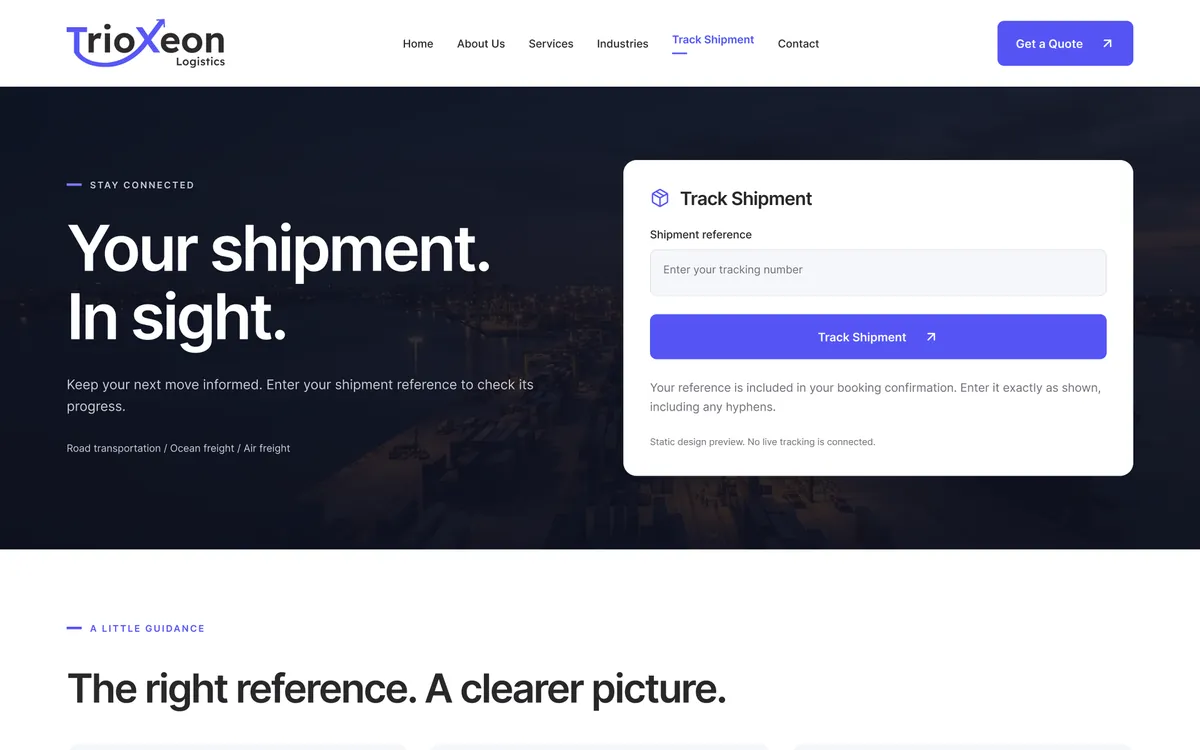 TrioXeon
Logistics
Home
About Us
Services
Industries
Track Shipment
Contact
Get a Quote
STAY CONNECTED
Your shipment.
In sight.
Keep your next move informed. Enter your shipment reference to check its
progress.
Road transportation / Ocean freight / Air freight
Track Shipment
Shipment reference
Enter your tracking number
Track Shipment
Your reference is included in your booking confirmation. Enter it exactly as shown,
including any hyphens.
Static design preview. No live tracking is connected.
A LITTLE GUIDANCE
The right reference. A clearer picture.